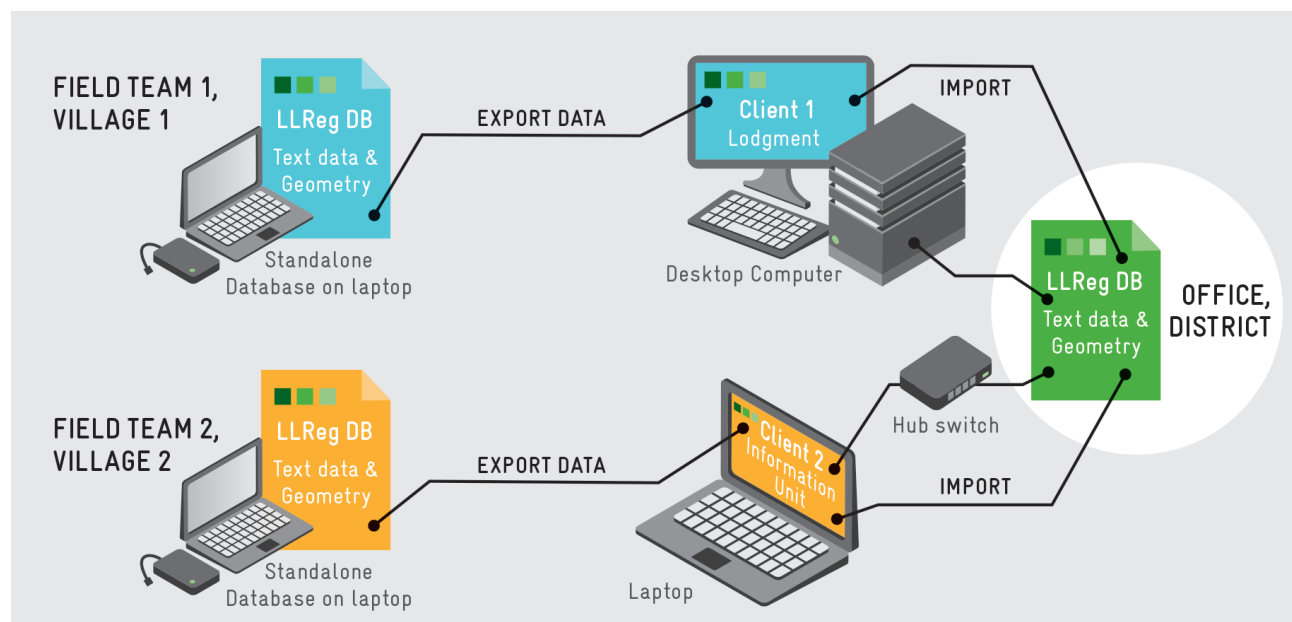 FIELD TEAM 1,
VILLAGE 1
LLReg DB
Text data &
Geometry
Standalone
Database on laptop
EXPORT DATA
Client 1
Lodgment
Desktop Computer
IMPORT
LLReg DB
Text data &
Geometry
OFFICE,
DISTRICT
Hub switch
FIELD TEAM 2,
VILLAGE 2
LLReg DB
Text data &
Geometry
Standalone
Database on laptop
EXPORT DATA
Client 2
Information
Unit
Laptop
IMPORT